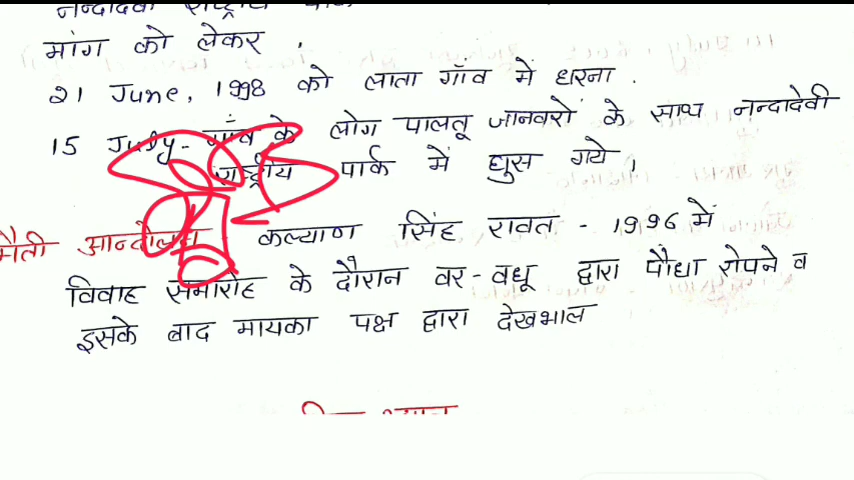 नन्दादेवी राष्ट्रीय पार्क
मांग को लेकर .
21 June, 1998 को लाता गाँव में धरना .
15 July - गाँव के लोग पालतू जानवरों के साथ नन्दादेवी
राष्ट्रीय पार्क में घुस गये ।
मैती आन्दोलन कल्याण सिंह रावत - 1996 में
विवाह समारोह के दौरान वर - वधू द्वारा पौधा रोपने व
इसके बाद मायका पक्ष द्वारा देखभाल